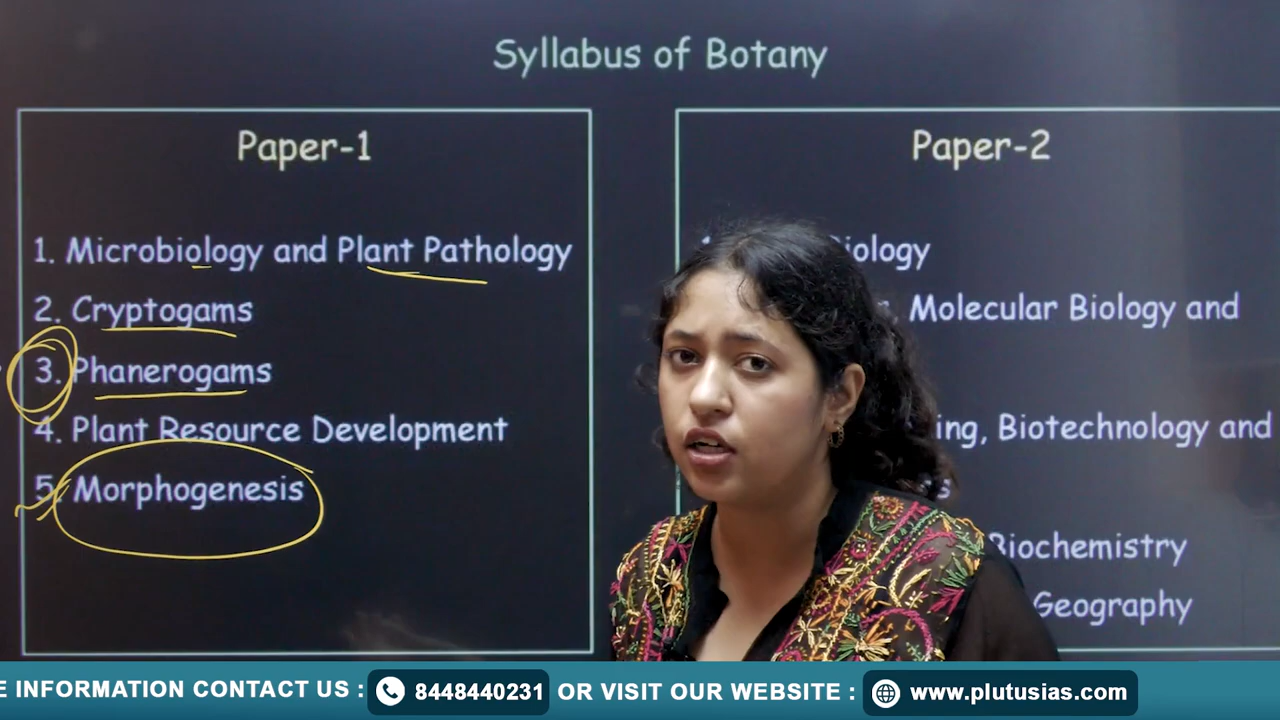 Syllabus of Botany
Paper-1
1. Microbiology and Plant Pathology
2. Cryptogams
3. Phanerogams
4. Plant Resource Development
5. Morphogenesis
Paper-2
Biology
Molecular Biology and
Biotechnology and
Biochemistry
Geography
E INFORMATION CONTACT US : 8448440231 OR VISIT OUR WEBSITE : www.plutusias.com